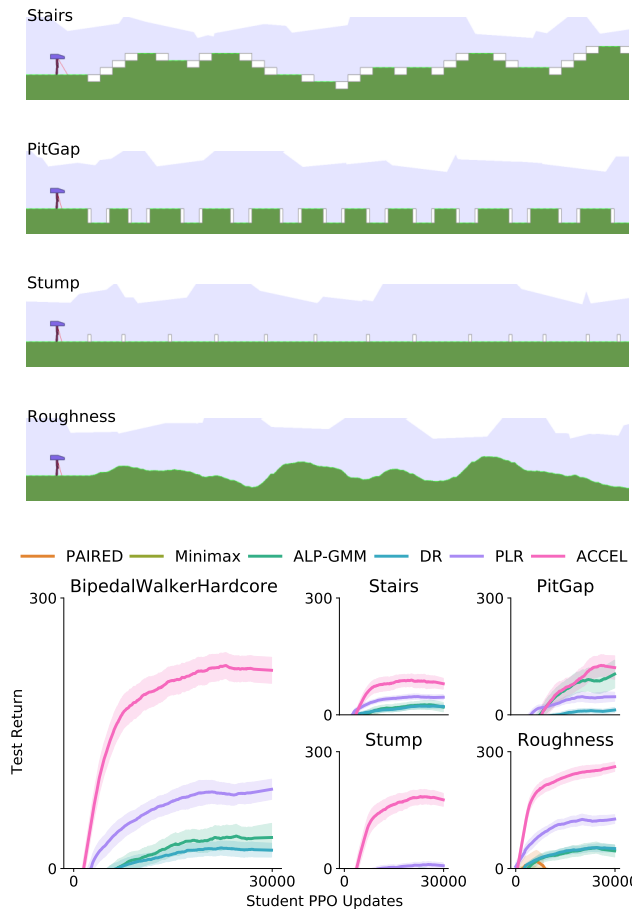 Stairs
PitGap
Stump
Roughness
PAIRED Minimax ALP-GMM DR PLR ACCEL
BipedalWalkerHardcore Stairs PitGap
300 300 300
0 0
Test Return
Stump Roughness
300 300
0 0 0
0 30000 0 30000 0 30000
Student PPO Updates